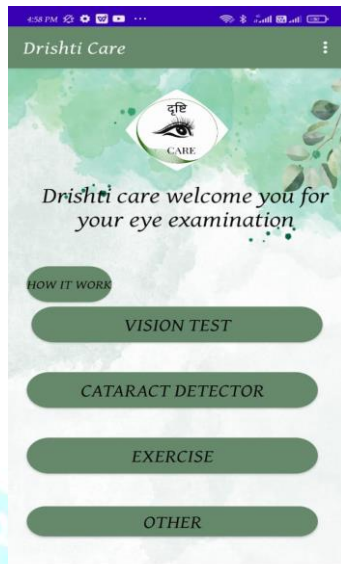 4:58 PM
Drishti Care
दृष्टि
CARE
Drishti care welcome you for
your eye examination
HOW IT WORK
VISION TEST
CATARACT DETECTOR
EXERCISE
OTHER